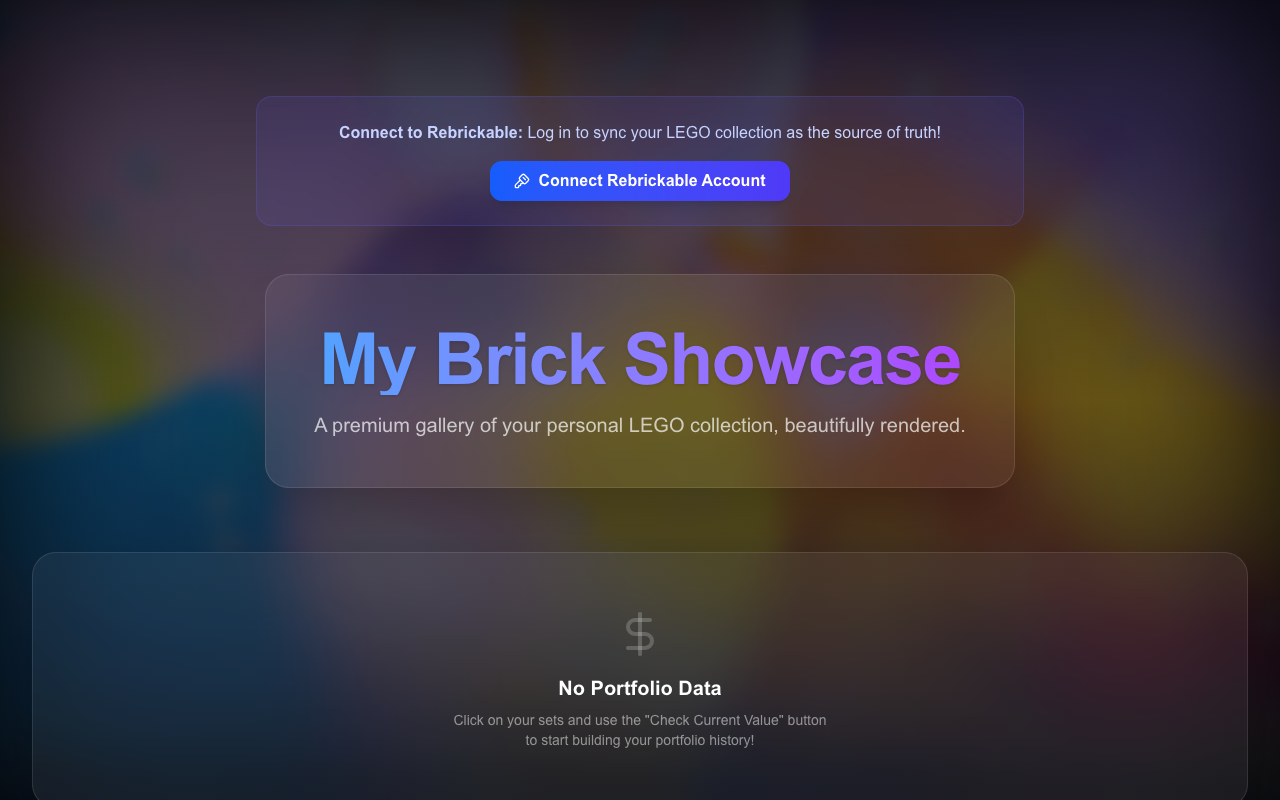 Connect to Rebrickable: Log in to sync your LEGO collection as the source of truth!
Connect Rebrickable Account
My Brick Showcase
A premium gallery of your personal LEGO collection, beautifully rendered.
No Portfolio Data
Click on your sets and use the "Check Current Value" button
to start building your portfolio history!